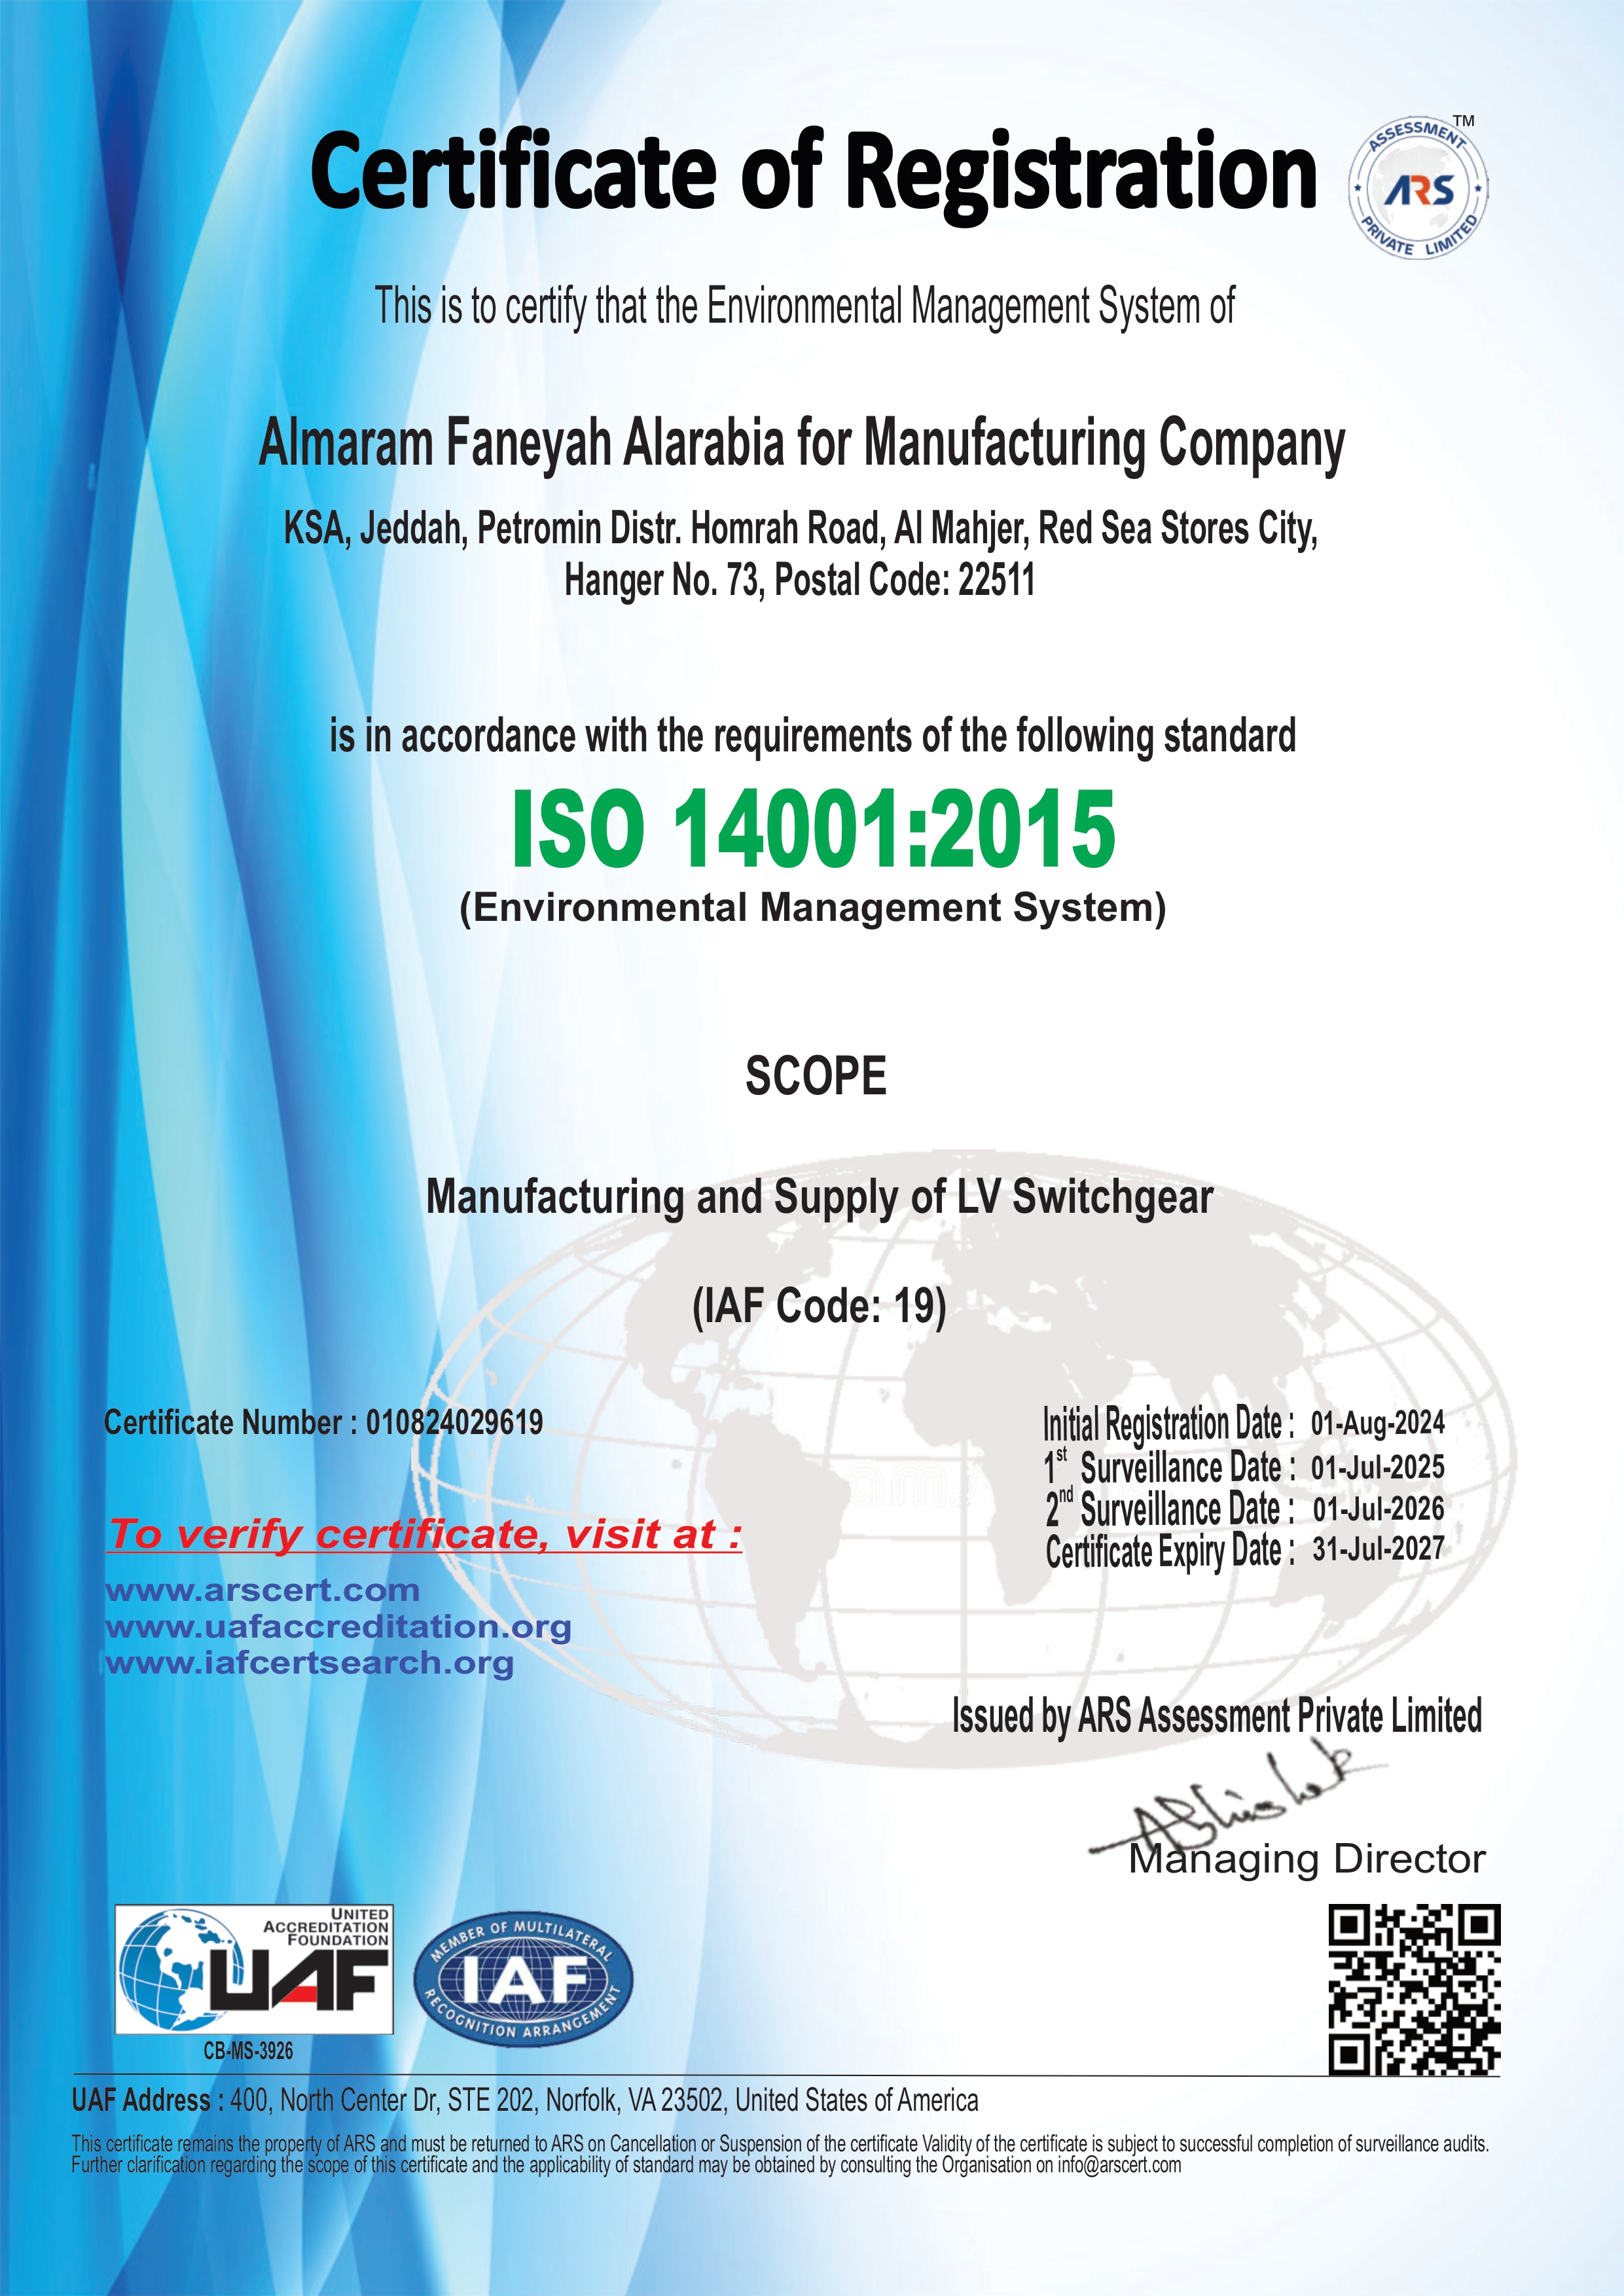 Certificate of Registration
ASSESSMENT
ARS
PRIVATE LIMITED
TM
This is to certify that the Environmental Management System of
Almaram Faneyah Alarabia for Manufacturing Company
KSA, Jeddah, Petromin Distr. Homrah Road, Al Mahjer, Red Sea Stores City,
Hanger No. 73, Postal Code: 22511
is in accordance with the requirements of the following standard
ISO 14001:2015
(Environmental Management System)
SCOPE
Manufacturing and Supply of LV Switchgear
(IAF Code: 19)
Certificate Number : 010824029619
Initial Registration Date : 01-Aug-2024
1st Surveillance Date : 01-Jul-2025
2nd Surveillance Date : 01-Jul-2026
Certificate Expiry Date : 31-Jul-2027
To verify certificate, visit at :
www.arscert.com
www.uafaccreditation.org
www.iafcertsearch.org
Issued by ARS Assessment Private Limited
Abhishek
Managing Director
UNITED
ACCREDITATION
FOUNDATION
UAF
CB-MS-3926
MEMBER OF MULTILATERAL
IAF
RECOGNITION ARRANGEMENT
UAF Address : 400, North Center Dr, STE 202, Norfolk, VA 23502, United States of America
This certificate remains the property of ARS and must be returned to ARS on Cancellation or Suspension of the certificate Validity of the certificate is subject to successful completion of surveillance audits.
Further clarification regarding the scope of this certificate and the applicability of standard may be obtained by consulting the Organisation on info@arscert.com